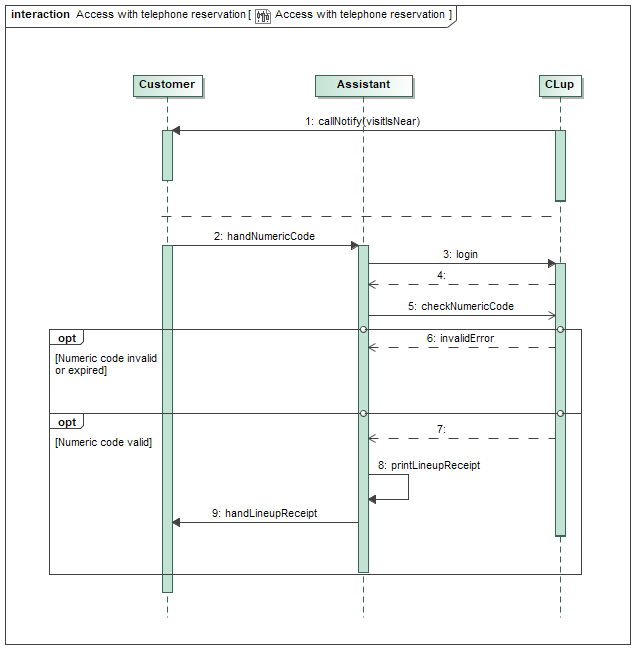 interaction Access with telephone reservation [ Access with telephone reservation ]
Customer
Assistant
CLup
1: callNotify(visitIsNear)
2: handNumericCode
3: login
4:
5: checkNumericCode
opt
6: invalidError
[Numeric code invalid
or expired]
opt
7:
[Numeric code valid]
8: printLineupReceipt
9: handLineupReceipt